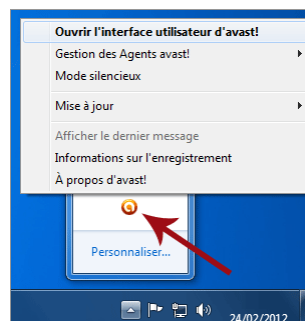 Ouvrir l'interface utilisateur d'avast!
Gestion des Agents avast!
Mode silencieux
Mise à jour
Afficher le dernier message
Informations sur l'enregistrement
À propos d'avast!
Personnaliser...
24/02/2012